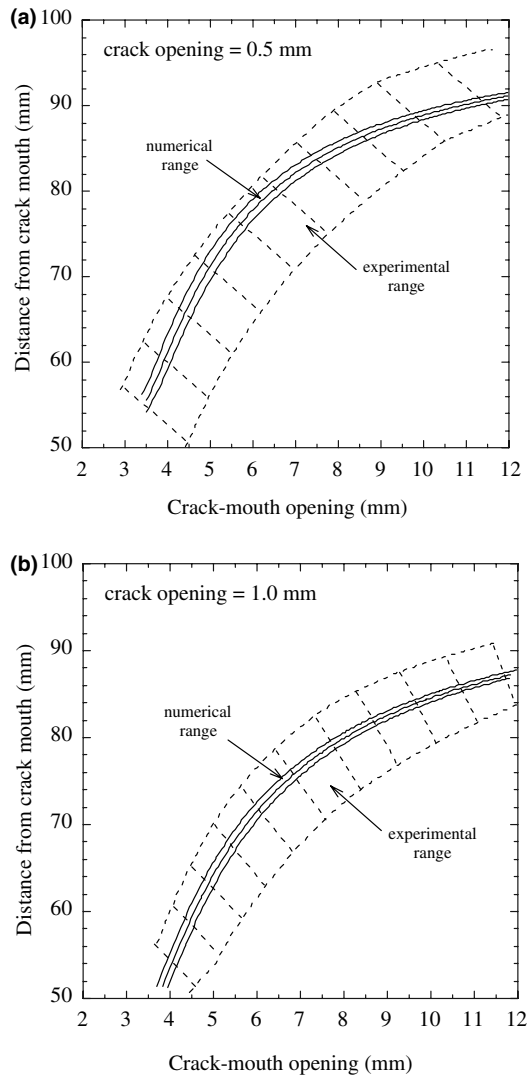 (a)
100
crack opening = 0.5 mm
90
numerical
range
80
70
experimental
range
60
50
2 3 4 5 6 7 8 9 10 11 12
Distance from crack mouth (mm)
Crack-mouth opening (mm)
(b)
100
crack opening = 1.0 mm
90
numerical
range
80
70
experimental
range
60
50
2 3 4 5 6 7 8 9 10 11 12
Distance from crack mouth (mm)
Crack-mouth opening (mm)